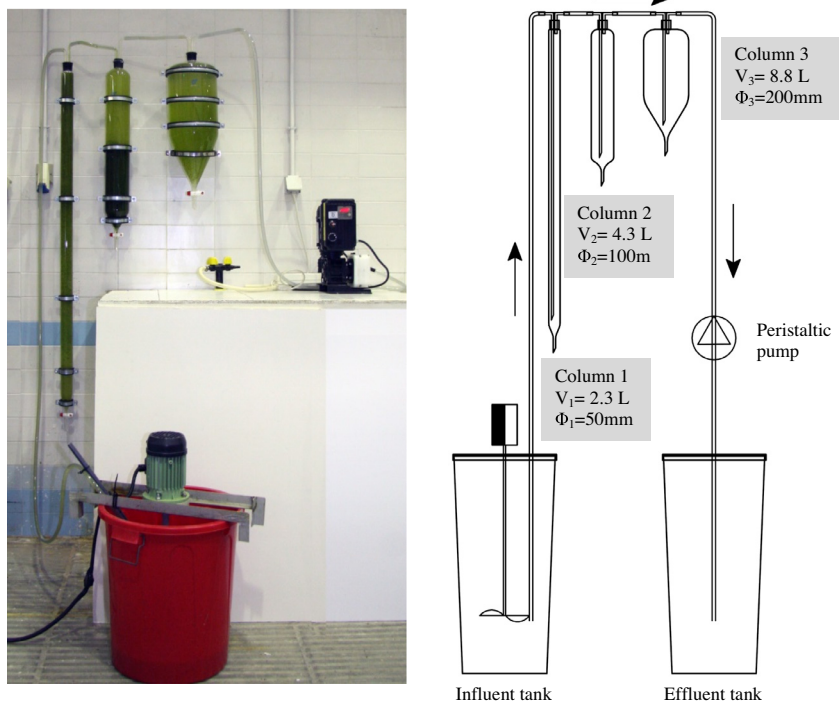 Column 3
V₃= 8.8 L
Φ₃=200mm
Column 2
V₂= 4.3 L
Φ₂=100m
Peristaltic
pump
Column 1
V₁= 2.3 L
Φ₁=50mm
Influent tank
Effluent tank